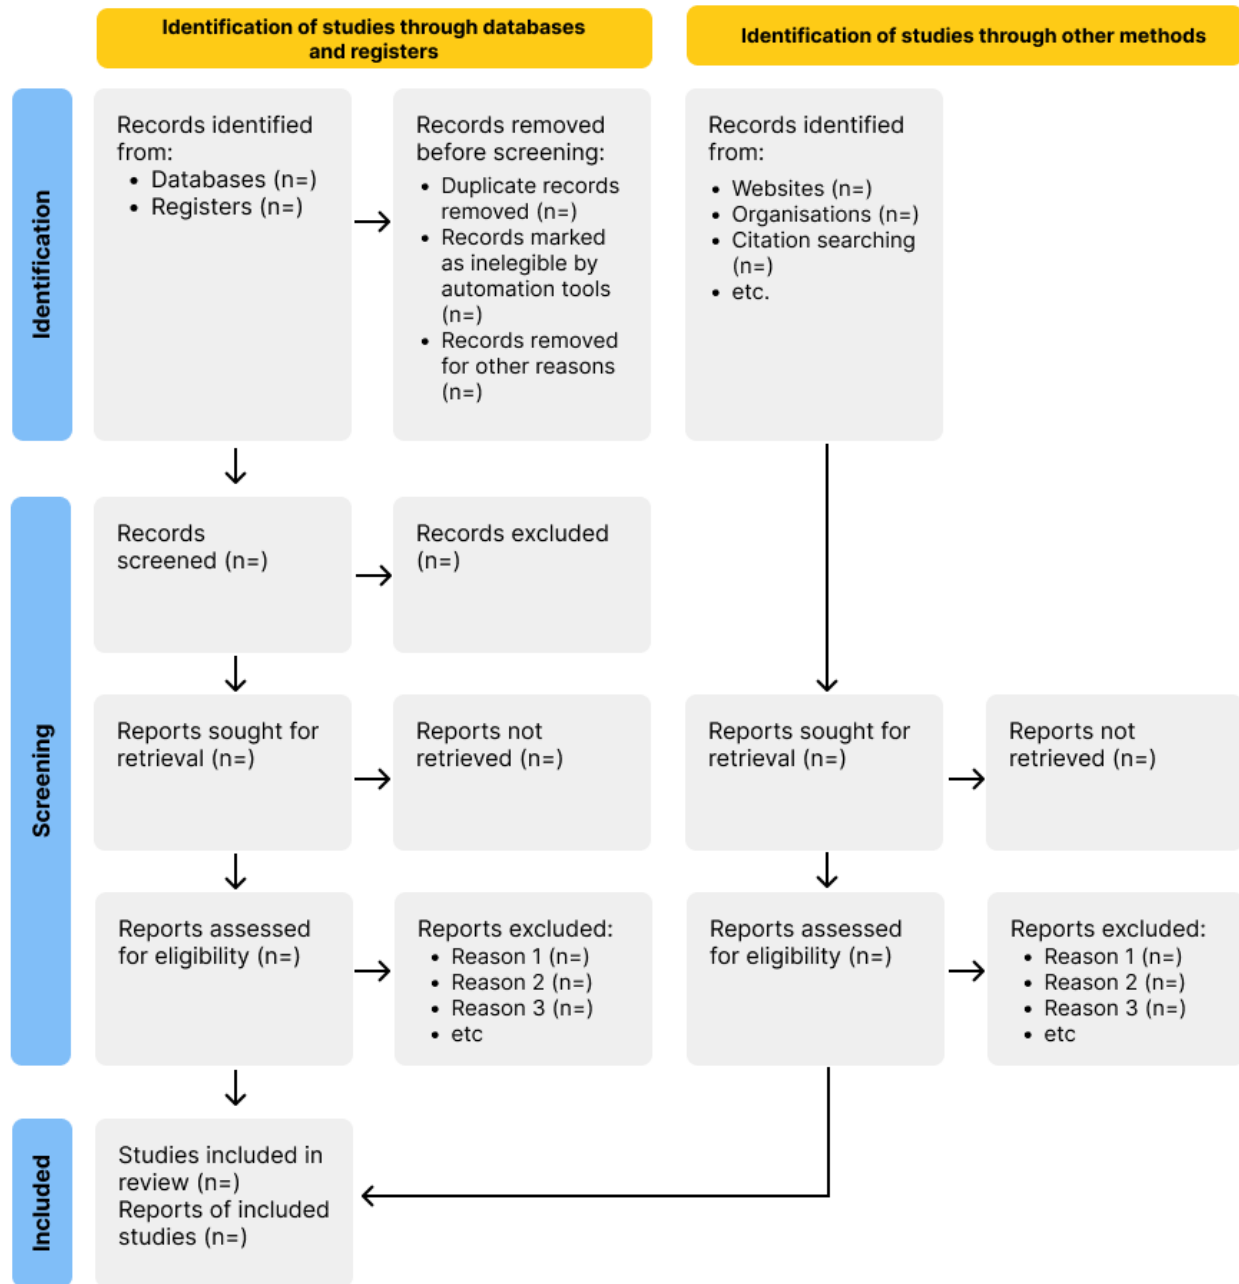 Identification of studies through databases
and registers
Identification of studies through other methods
Identification
Records identified
from:
• Databases (n=)
• Registers (n=)
Records removed
before screening:
• Duplicate records
removed (n=)
• Records marked
as inelegible by
automation tools
(n=)
• Records removed
for other reasons
(n=)
Records identified
from:
• Websites (n=)
• Organisations (n=)
• Citation searching
(n=)
• etc.
Screening
Records
screened (n=)
Records excluded
(n=)
Reports sought for
retrieval (n=)
Reports not
retrieved (n=)
Reports sought for
retrieval (n=)
Reports not
retrieved (n=)
Reports assessed
for eligibility (n=)
Reports excluded:
• Reason 1 (n=)
• Reason 2 (n=)
• Reason 3 (n=)
• etc
Reports assessed
for eligibility (n=)
Reports excluded:
• Reason 1 (n=)
• Reason 2 (n=)
• Reason 3 (n=)
• etc
Included
Studies included in
review (n=)
Reports of included
studies (n=)